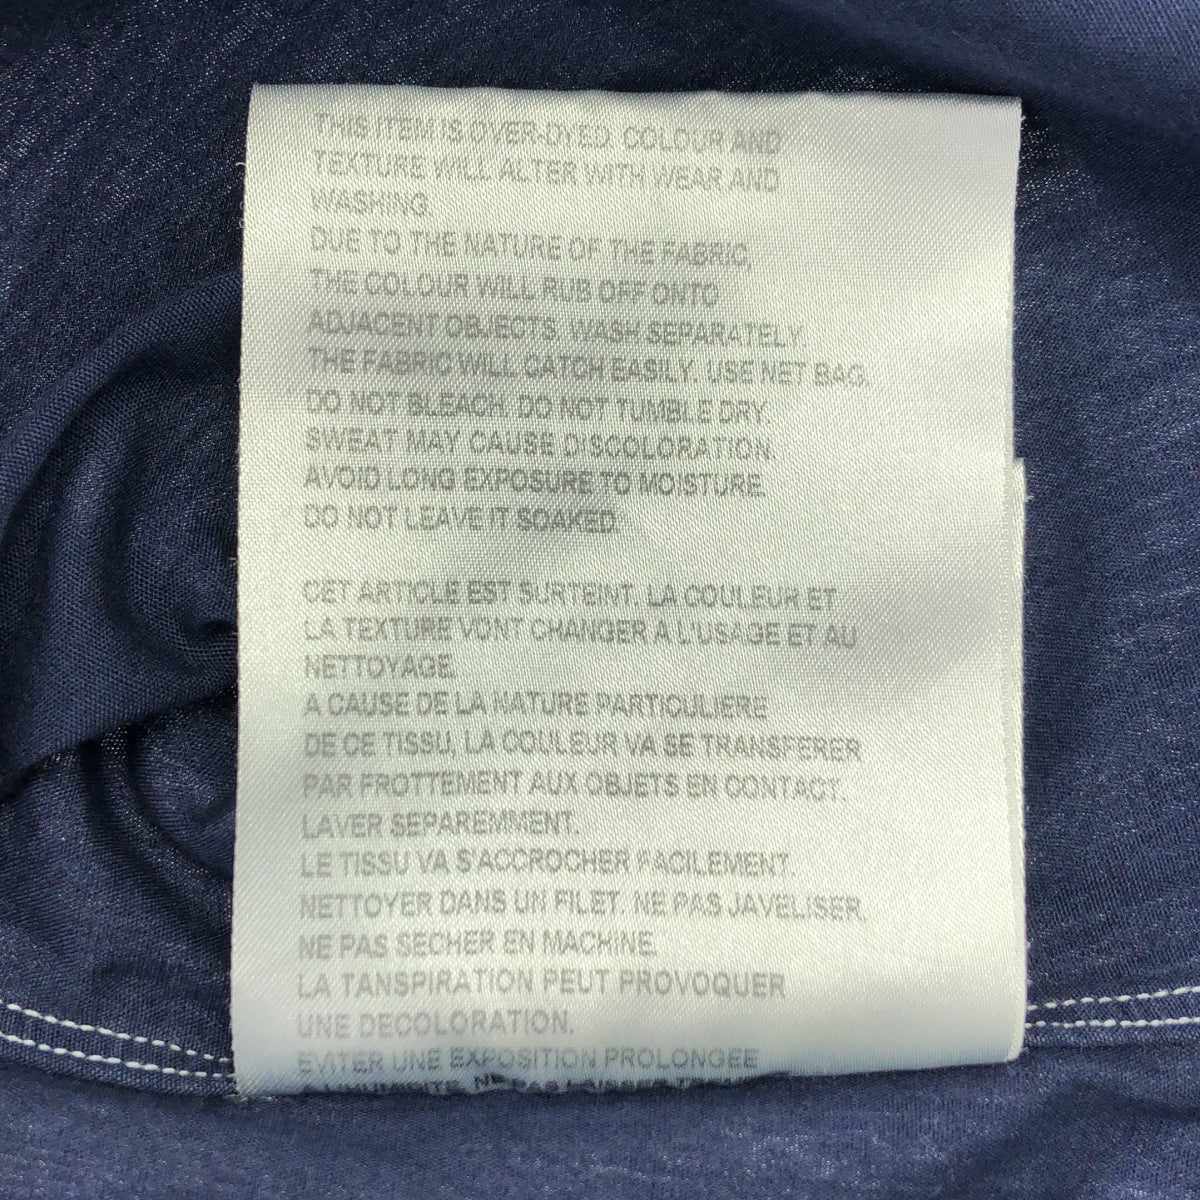 THIS ITEM IS OVER-DYED. COLOUR AND
TEXTURE WILL ALTER WITH WEAR AND
WASHING.
DUE TO THE NATURE OF THE FABRIC,
THE COLOUR WILL RUB OFF ONTO
ADJACENT OBJECTS. WASH SEPARATELY.
THE FABRIC WILL CATCH EASILY. USE NET BAG.
DO NOT BLEACH. DO NOT TUMBLE DRY.
SWEAT MAY CAUSE DISCOLORATION.
AVOID LONG EXPOSURE TO MOISTURE.
DO NOT LEAVE IT SOAKED.
CET ARTICLE EST SURTEINT. LA COULEUR ET
LA TEXTURE VONT CHANGER A L'USAGE ET AU
NETTOYAGE.
A CAUSE DE LA NATURE PARTICULIERE
DE CE TISSU, LA COULEUR VA SE TRANSFERER
PAR FROTTEMENT AUX OBJETS EN CONTACT.
LAVER SEPAREMMENT.
LE TISSU VA S'ACCROCHER FACILEMENT.
NETTOYER DANS UN FILET. NE PAS JAVELISER.
NE PAS SECHER EN MACHINE.
LA TANSPIRATION PEUT PROVOQUER
UNE DECOLORATION.
EVITER UNE EXPOSITION PROLONGEE